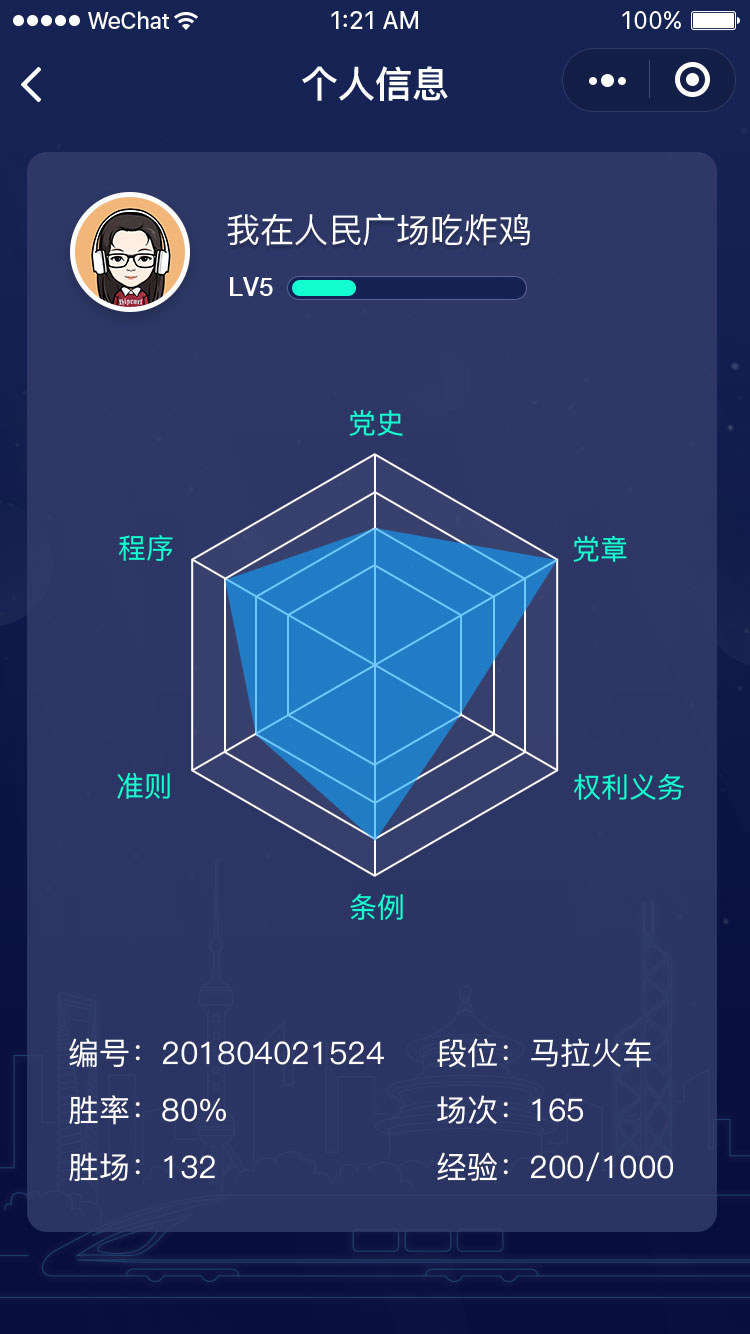 WeChat 1:21 AM 100%
个人信息
我在人民广场吃炸鸡
LV5
党史
程序 党章
准则 权利义务
条例
编号：201804021524 段位：马拉火车
胜率：80% 场次：165
胜场：132 经验：200/1000